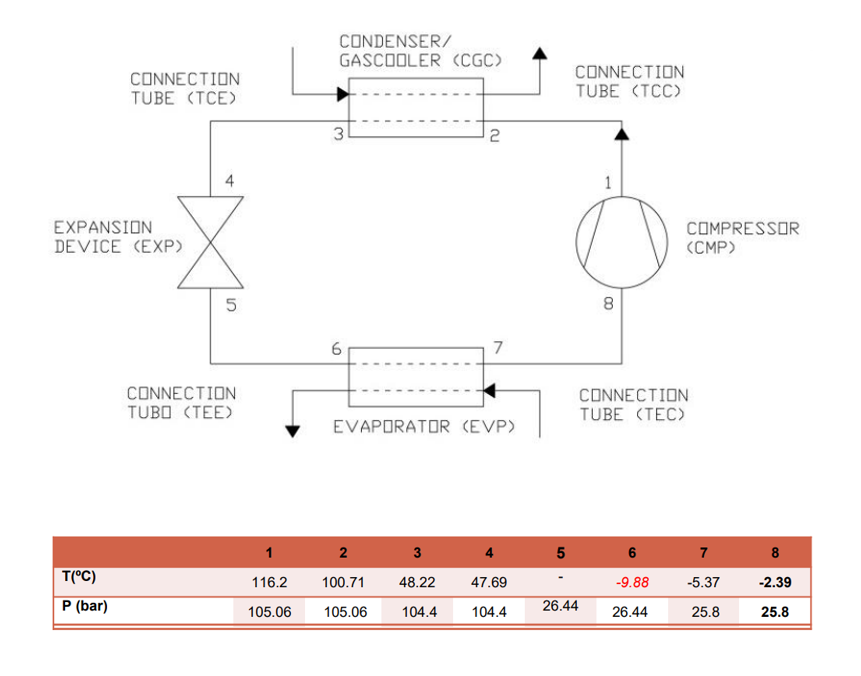 CONDENSER/
GASCOOLER (CGC)
CONNECTION
TUBE (TCE)
CONNECTION
TUBE (TCC)
3
2
4
1
EXPANSION
DEVICE (EXP)
COMPRESSOR
(CMP)
5
8
6
7
CONNECTION
TUBO (TEE)
CONNECTION
TUBE (TEC)
EVAPORATOR (EVP)
1 2 3 4 5 6 7 8
T(ºC) 116.2 100.71 48.22 47.69 - -9.88 -5.37 -2.39
P (bar) 105.06 105.06 104.4 104.4 26.44 26.44 25.8 25.8